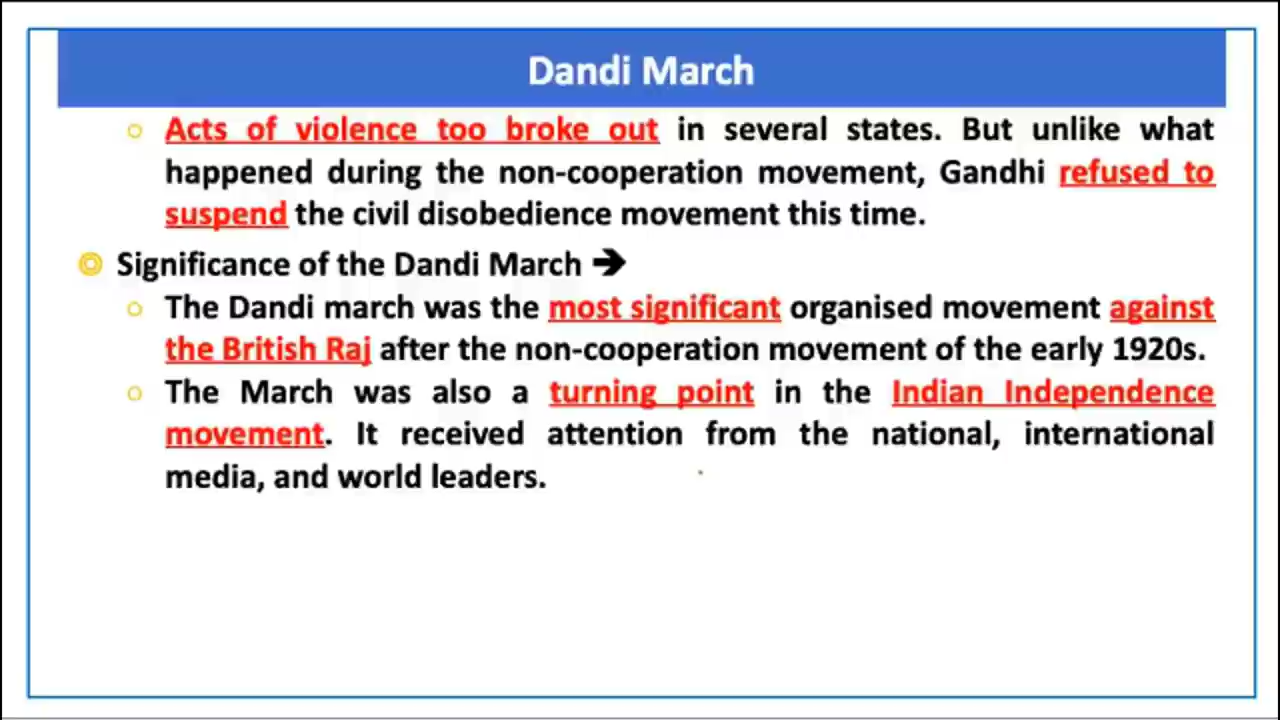 Dandi March
Acts of violence too broke out in several states. But unlike what
happened during the non-cooperation movement, Gandhi refused to
suspend the civil disobedience movement this time.
Significance of the Dandi March ➔
The Dandi march was the most significant organised movement against
the British Raj after the non-cooperation movement of the early 1920s.
The March was also a turning point in the Indian Independence
movement. It received attention from the national, international
media, and world leaders.